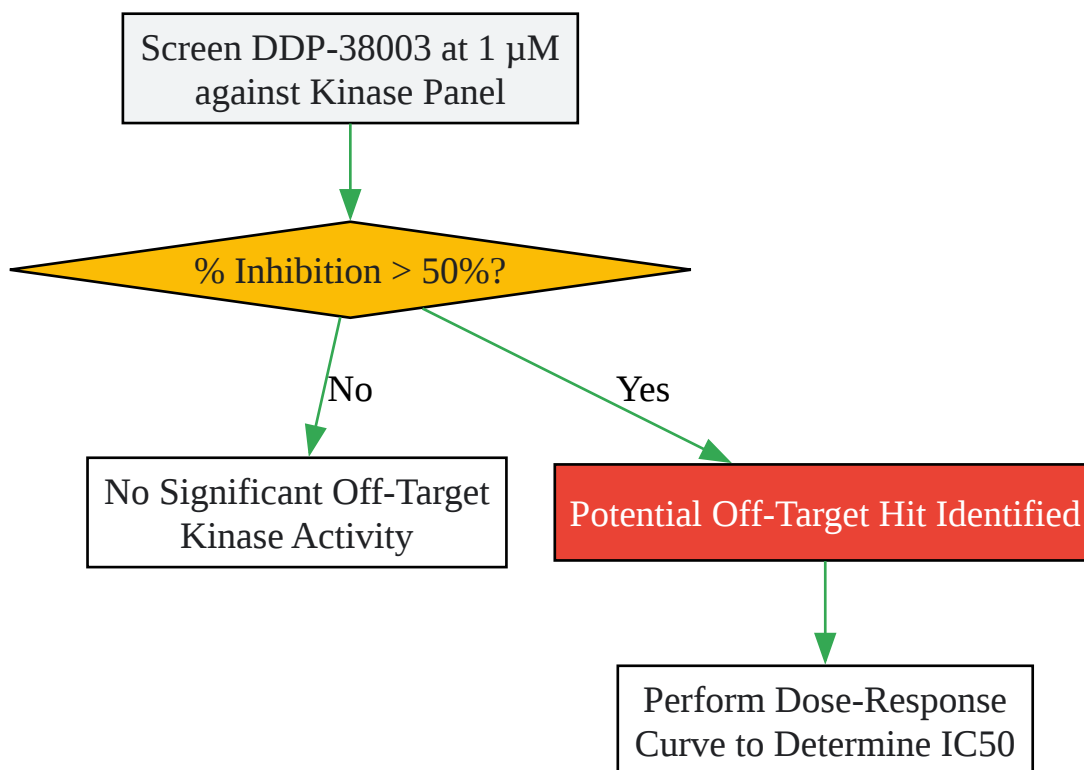 Screen DDP-38003 at 1 µM
against Kinase Panel
% Inhibition > 50%?
No
Yes
No Significant Off-Target
Kinase Activity
Potential Off-Target Hit Identified
Perform Dose-Response
Curve to Determine IC50